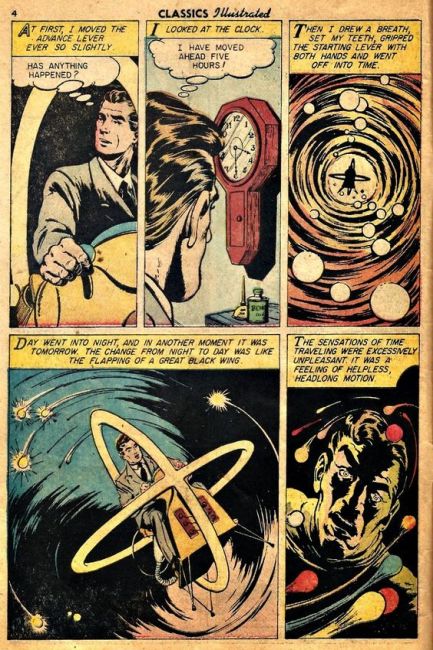 4
CLASSICS Illustrated
AT FIRST, I MOVED THE
ADVANCE LEVER
EVER SO SLIGHTLY
HAS ANYTHING
HAPPENED?
I LOOKED AT THE CLOCK.
I HAVE MOVED
AHEAD FIVE
HOURS!
THEN I DREW A BREATH,
SET MY TEETH, GRIPPED
THE STARTING LEVER WITH
BOTH HANDS AND WENT
OFF INTO TIME.
DAY WENT INTO NIGHT, AND IN ANOTHER MOMENT IT WAS
TOMORROW. THE CHANGE FROM NIGHT TO DAY WAS LIKE
THE FLAPPING OF A GREAT BLACK WING.
THE SENSATIONS OF TIME
TRAVELING WERE EXCESSIVELY
UNPLEASANT. IT WAS A
FEELING OF HELPLESS,
HEADLONG MOTION.